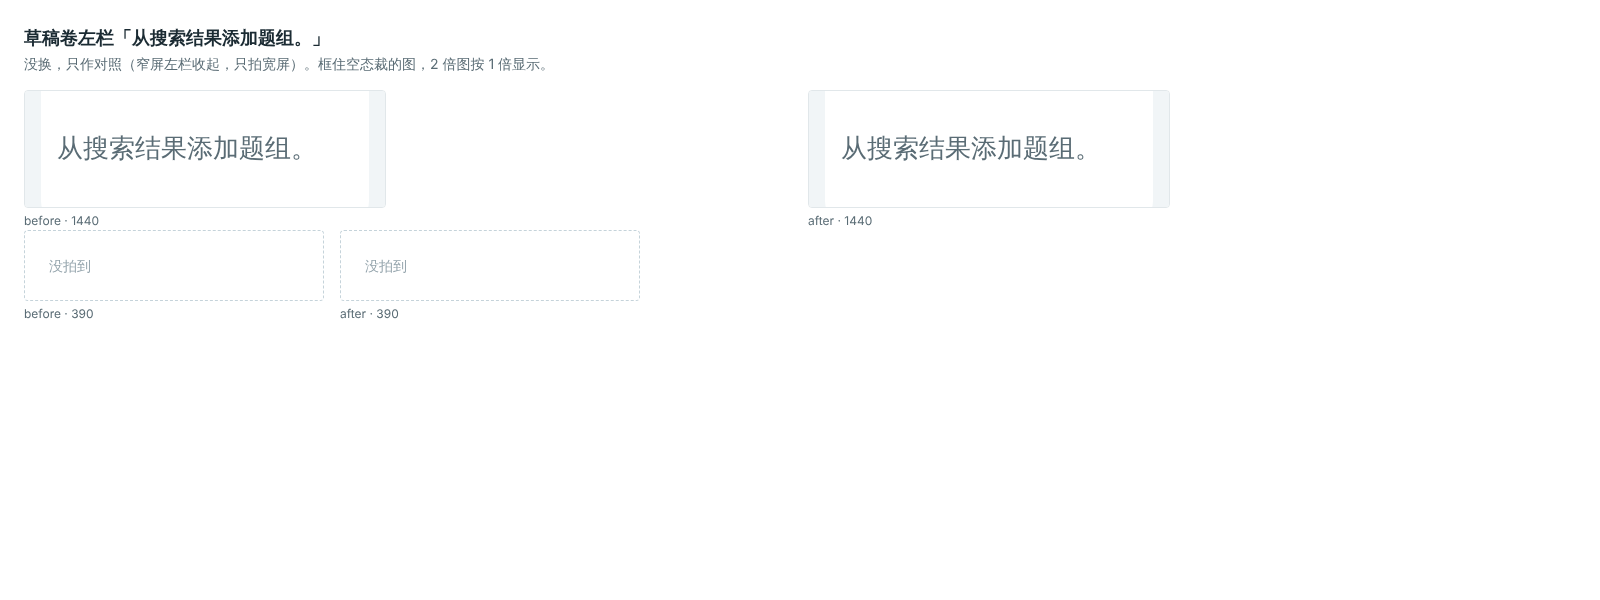 草稿卷左栏「从搜索结果添加题组。」
没换，只作对照（窄屏左栏收起，只拍宽屏）。框住空态裁的图，2 倍图按 1 倍显示。
从搜索结果添加题组。
从搜索结果添加题组。
before · 1440
after · 1440
没拍到
没拍到
before · 390
after · 390